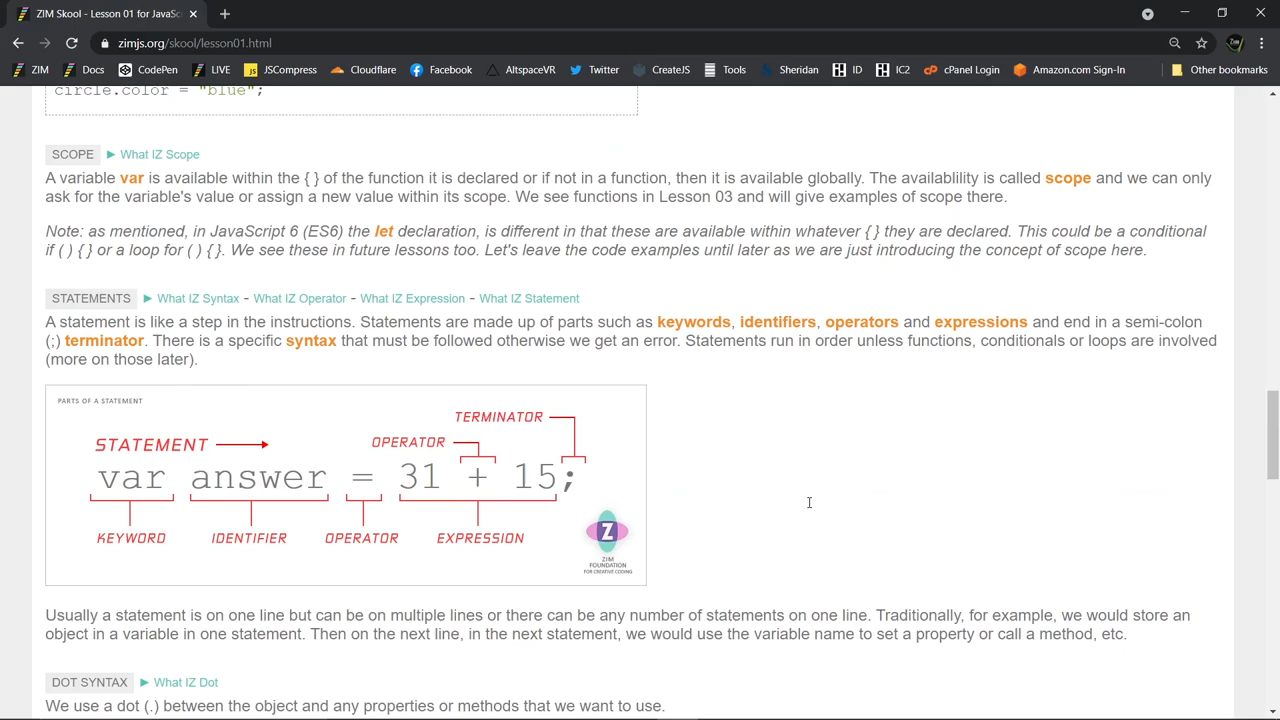 ZIM Skool - Lesson 01 for JavaSc
zimjs.org/skool/lesson01.html
ZIM Docs CodePen LIVE JSCompress Cloudflare Facebook AltspaceVR Twitter CreateJS Tools Sheridan ID IC2 cPanel Login Amazon.com Sign-In Other bookmarks
circle.color = "blue";
SCOPE ► What IZ Scope
A variable var is available within the { } of the function it is declared or if not in a function, then it is available globally. The availablility is called scope and we can only
ask for the variable's value or assign a new value within its scope. We see functions in Lesson 03 and will give examples of scope there.
Note: as mentioned, in JavaScript 6 (ES6) the let declaration, is different in that these are available within whatever { } they are declared. This could be a conditional
if ( ) { } or a loop for ( ) { }. We see these in future lessons too. Let's leave the code examples until later as we are just introducing the concept of scope here.
STATEMENTS ► What IZ Syntax - What IZ Operator - What IZ Expression - What IZ Statement
A statement is like a step in the instructions. Statements are made up of parts such as keywords, identifiers, operators and expressions and end in a semi-colon
(;) terminator. There is a specific syntax that must be followed otherwise we get an error. Statements run in order unless functions, conditionals or loops are involved
(more on those later).
PARTS OF A STATEMENT
TERMINATOR
STATEMENT OPERATOR
var answer = 31 + 15;
KEYWORD IDENTIFIER OPERATOR EXPRESSION
Z
ZIM
FOUNDATION
FOR CREATIVE CODING
Usually a statement is on one line but can be on multiple lines or there can be any number of statements on one line. Traditionally, for example, we would store an
object in a variable in one statement. Then on the next line, in the next statement, we would use the variable name to set a property or call a method, etc.
DOT SYNTAX ► What IZ Dot
We use a dot (.) between the object and any properties or methods that we want to use.